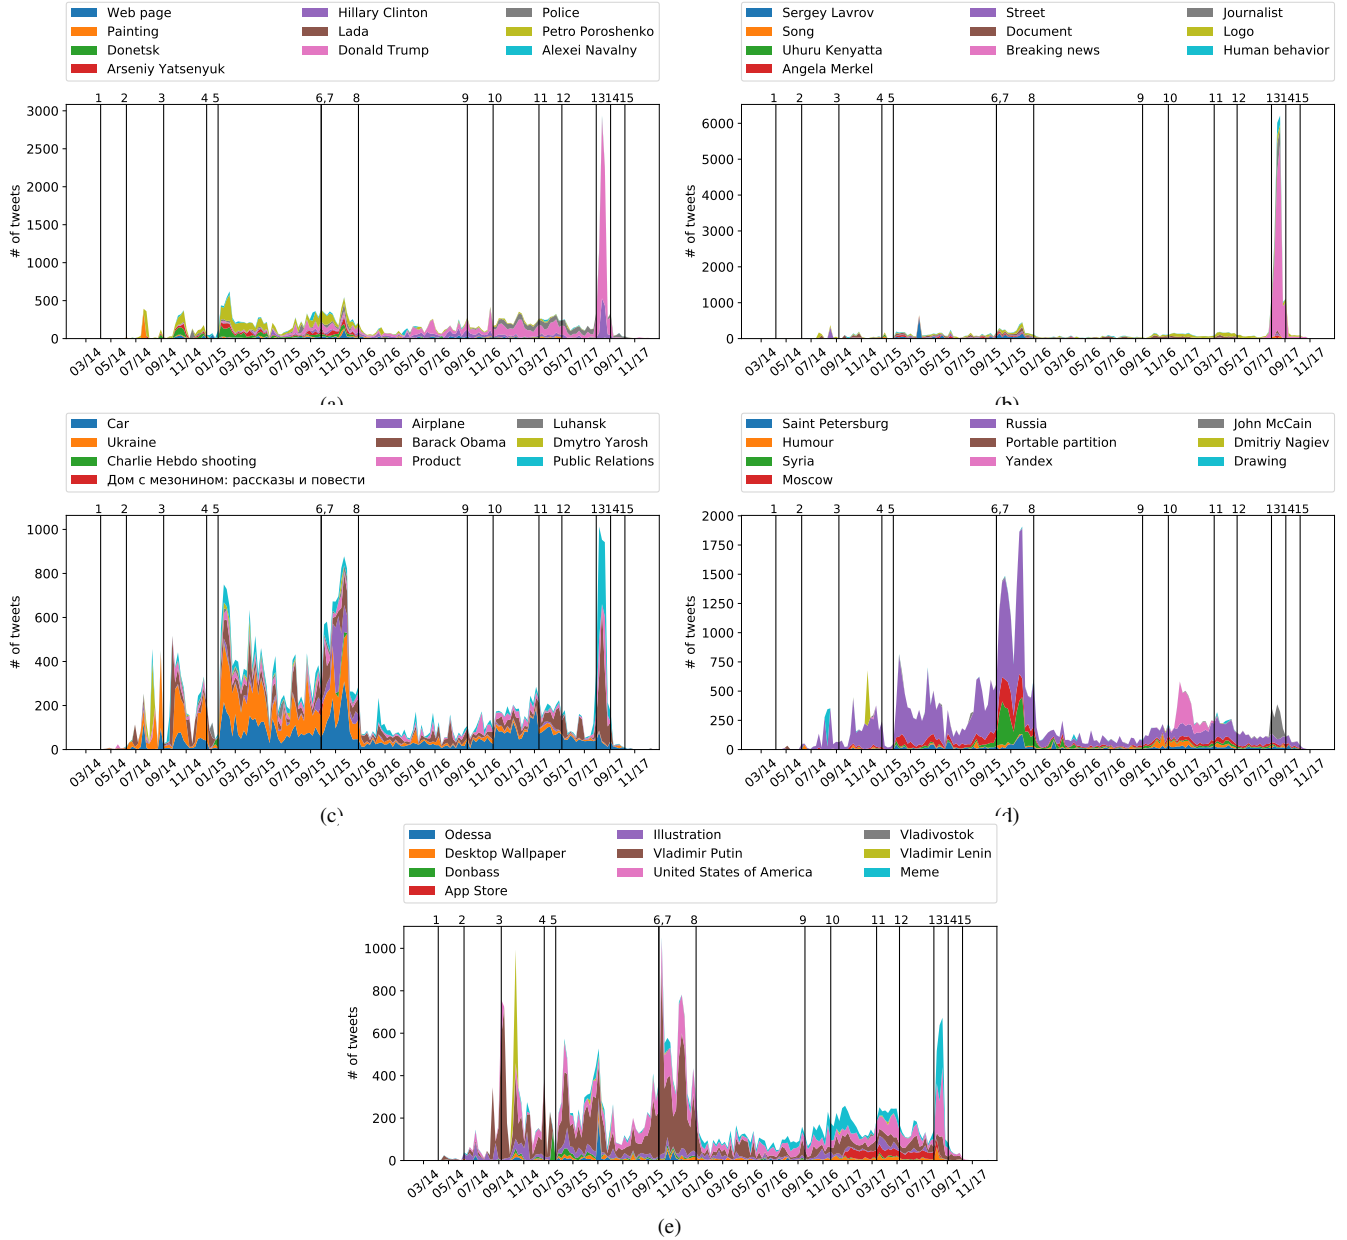 Web page
Painting
Donetsk
Arseniy Yatsenyuk
Hillary Clinton
Lada
Donald Trump
Police
Petro Poroshenko
Alexei Navalny
1 2 3 4 5 6,7 8 9 10 11 12 13 14 15
3000
2500
2000
1500
1000
500
0
# of tweets
03/14 05/14 07/14 09/14 11/14 01/15 03/15 05/15 07/15 09/15 11/15 01/16 03/16 05/16 07/16 09/16 11/16 01/17 03/17 05/17 07/17 09/17 11/17
(a)
Sergey Lavrov
Song
Uhuru Kenyatta
Angela Merkel
Street
Document
Breaking news
Journalist
Logo
Human behavior
1 2 3 4 5 6,7 8 9 10 11 12 13 14 15
6000
5000
4000
3000
2000
1000
0
# of tweets
03/14 05/14 07/14 09/14 11/14 01/15 03/15 05/15 07/15 09/15 11/15 01/16 03/16 05/16 07/16 09/16 11/16 01/17 03/17 05/17 07/17 09/17 11/17
(b)
Car
Ukraine
Charlie Hebdo shooting
Дом с мезонином: рассказы и повести
Airplane
Barack Obama
Product
Luhansk
Dmytro Yarosh
Public Relations
1 2 3 4 5 6,7 8 9 10 11 12 13 14 15
1000
800
600
400
200
0
# of tweets
03/14 05/14 07/14 09/14 11/14 01/15 03/15 05/15 07/15 09/15 11/15 01/16 03/16 05/16 07/16 09/16 11/16 01/17 03/17 05/17 07/17 09/17 11/17
(c)
Saint Petersburg
Humour
Syria
Moscow
Russia
Portable partition
Yandex
John McCain
Dmitriy Nagiev
Drawing
1 2 3 4 5 6,7 8 9 10 11 12 13 14 15
2000
1750
1500
1250
1000
750
500
250
0
# of tweets
03/14 05/14 07/14 09/14 11/14 01/15 03/15 05/15 07/15 09/15 11/15 01/16 03/16 05/16 07/16 09/16 11/16 01/17 03/17 05/17 07/17 09/17 11/17
(d)
Odessa
Desktop Wallpaper
Donbass
App Store
Illustration
Vladimir Putin
United States of America
Vladivostok
Vladimir Lenin
Meme
1 2 3 4 5 6,7 8 9 10 11 12 13 14 15
1000
800
600
400
200
0
# of tweets
03/14 05/14 07/14 09/14 11/14 01/15 03/15 05/15 07/15 09/15 11/15 01/16 03/16 05/16 07/16 09/16 11/16 01/17 03/17 05/17 07/17 09/17 11/17
(e)